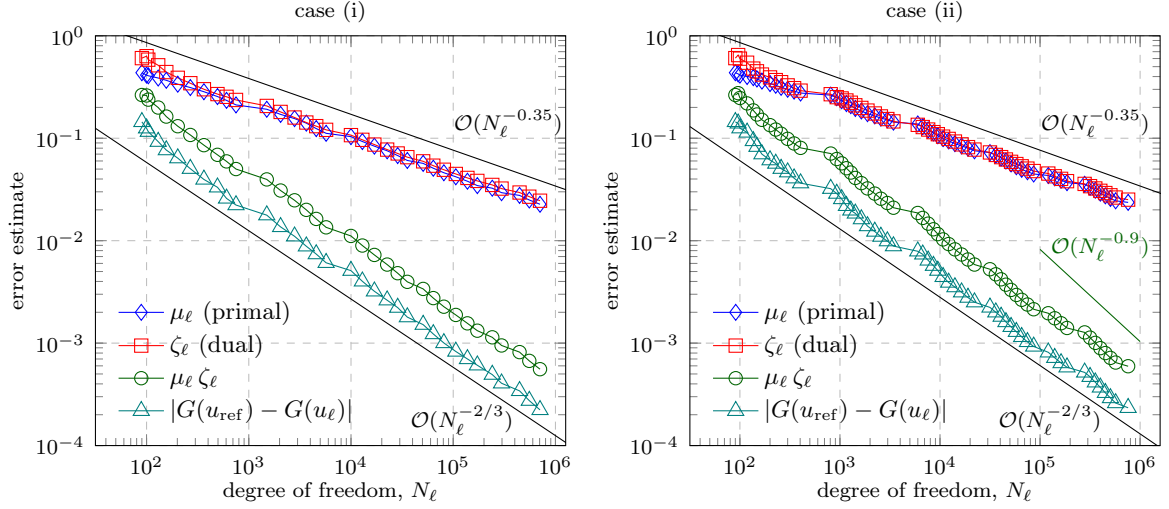 case (i)
10^0
10^{-1}
10^{-2}
10^{-3}
10^{-4}
error estimate
O(N_ℓ^{-0.35})
μ_ℓ (primal)
ζ_ℓ (dual)
μ_ℓ ζ_ℓ
|G(u_ref) − G(u_ℓ)|
O(N_ℓ^{-2/3})
10^2 10^3 10^4 10^5 10^6
degree of freedom, N_ℓ
case (ii)
10^0
10^{-1}
10^{-2}
10^{-3}
10^{-4}
error estimate
O(N_ℓ^{-0.35})
O(N_ℓ^{-0.9})
μ_ℓ (primal)
ζ_ℓ (dual)
μ_ℓ ζ_ℓ
|G(u_ref) − G(u_ℓ)|
O(N_ℓ^{-2/3})
10^2 10^3 10^4 10^5 10^6
degree of freedom, N_ℓ